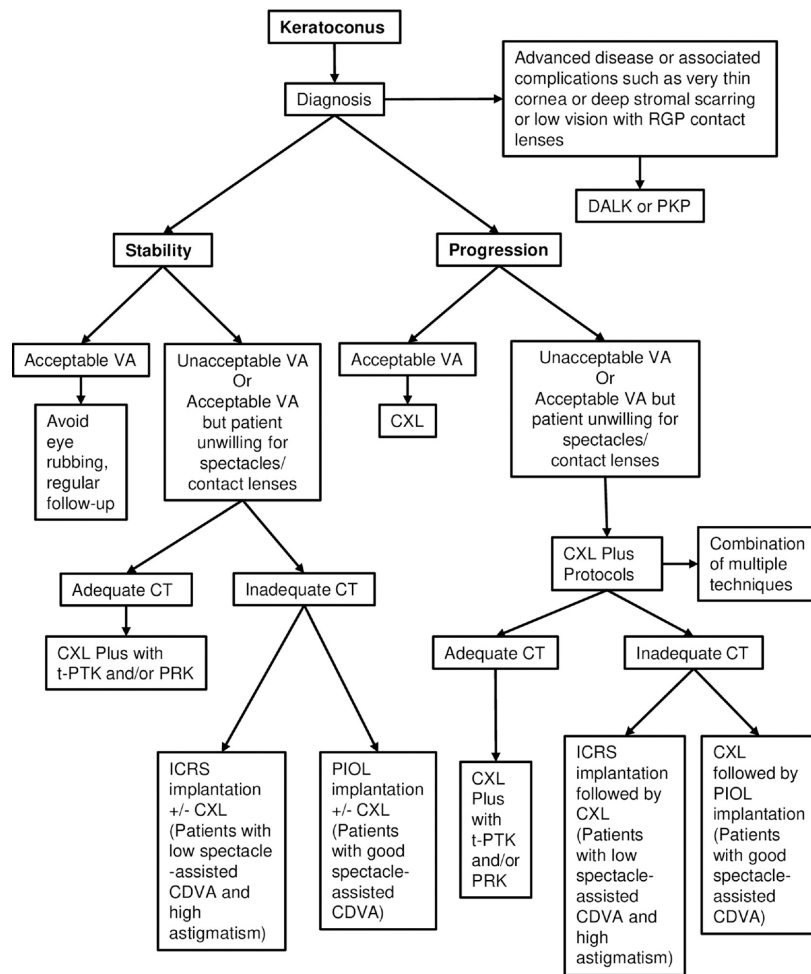 Keratoconus
Diagnosis
Advanced disease or associated
complications such as very thin
cornea or deep stromal scarring
or low vision with RGP contact
lenses
DALK or PKP
Stability
Progression
Acceptable VA
Unacceptable VA
Or
Acceptable VA
but patient
unwilling for
spectacles/
contact lenses
Acceptable VA
Unacceptable VA
Or
Acceptable VA but
patient unwilling for
spectacles/
contact lenses
Avoid
eye
rubbing,
regular
follow-up
CXL
Adequate CT
Inadequate CT
CXL Plus
Protocols
Combination
of multiple
techniques
CXL Plus with
t-PTK and/or PRK
Adequate CT
Inadequate CT
ICRS
implantation
+/- CXL
(Patients with
low spectacle
-assisted
CDVA and
high
astigmatism)
PIOL
implantation
+/- CXL
(Patients
with good
spectacle-
assisted
CDVA)
CXL
Plus
with
t-PTK
and/or
PRK
ICRS
implantation
followed by
CXL
(Patients
with low
spectacle-
assisted
CDVA and
high
astigmatism)
CXL
followed by
PIOL
implantation
(Patients
with good
spectacle-
assisted
CDVA)